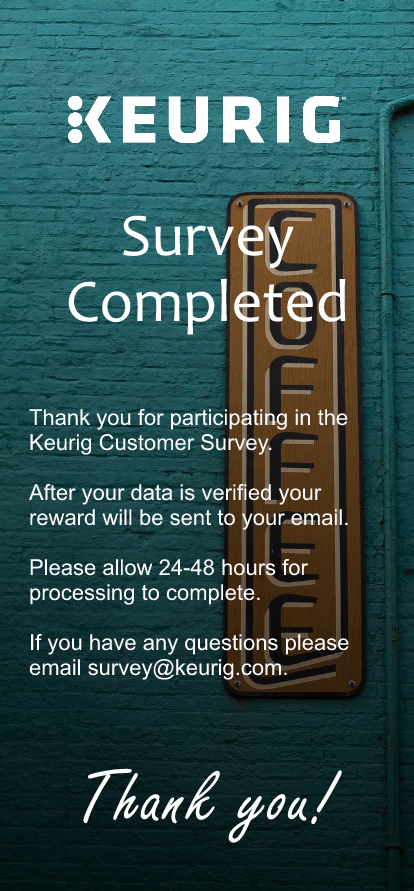 KEURIG
Survey
Completed
COFFEE
Thank you for participating in the
Keurig Customer Survey.
After your data is verified your
reward will be sent to your email.
Please allow 24-48 hours for
processing to complete.
If you have any questions please
email survey@keurig.com.
Thank you!